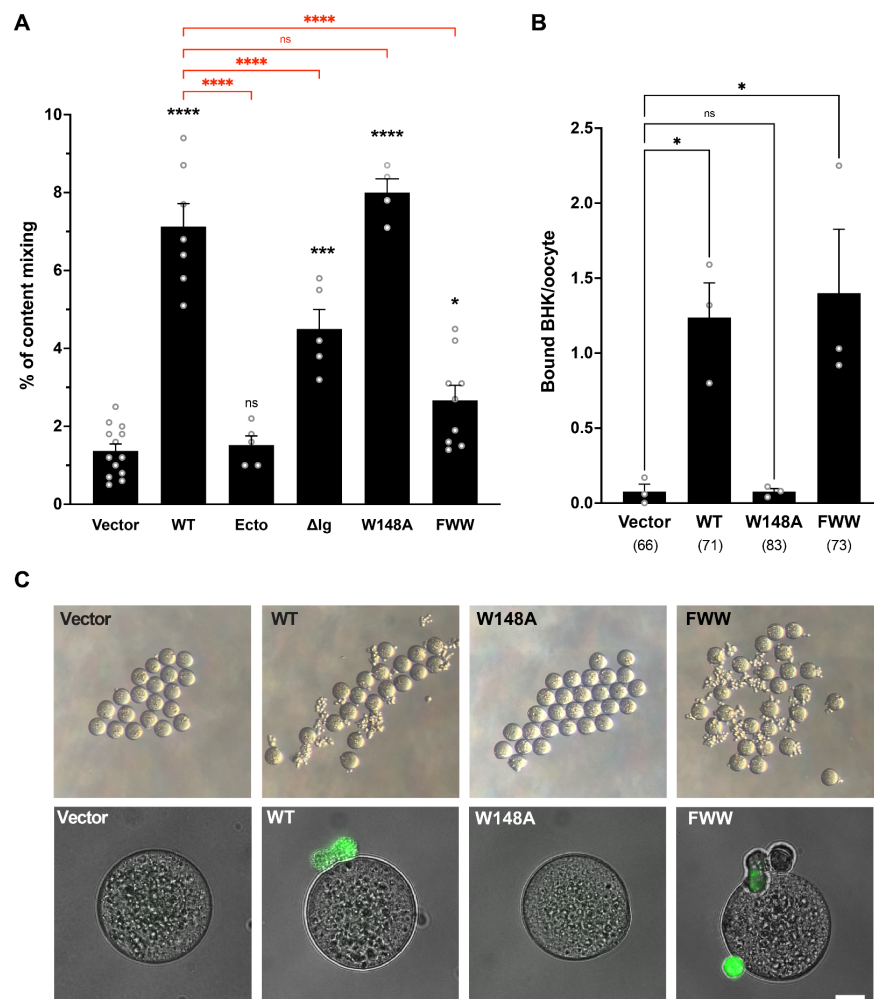 A
B
****
ns
****
****
% of content mixing
10
8
6
4
2
0
****
ns
***
****
*
Vector WT Ecto ΔIg W148A FWW
*
ns
*
Bound BHK/oocyte
2.5
2.0
1.5
1.0
0.5
0.0
Vector WT W148A FWW
(66) (71) (83) (73)
C
Vector WT W148A FWW
Vector WT W148A FWW